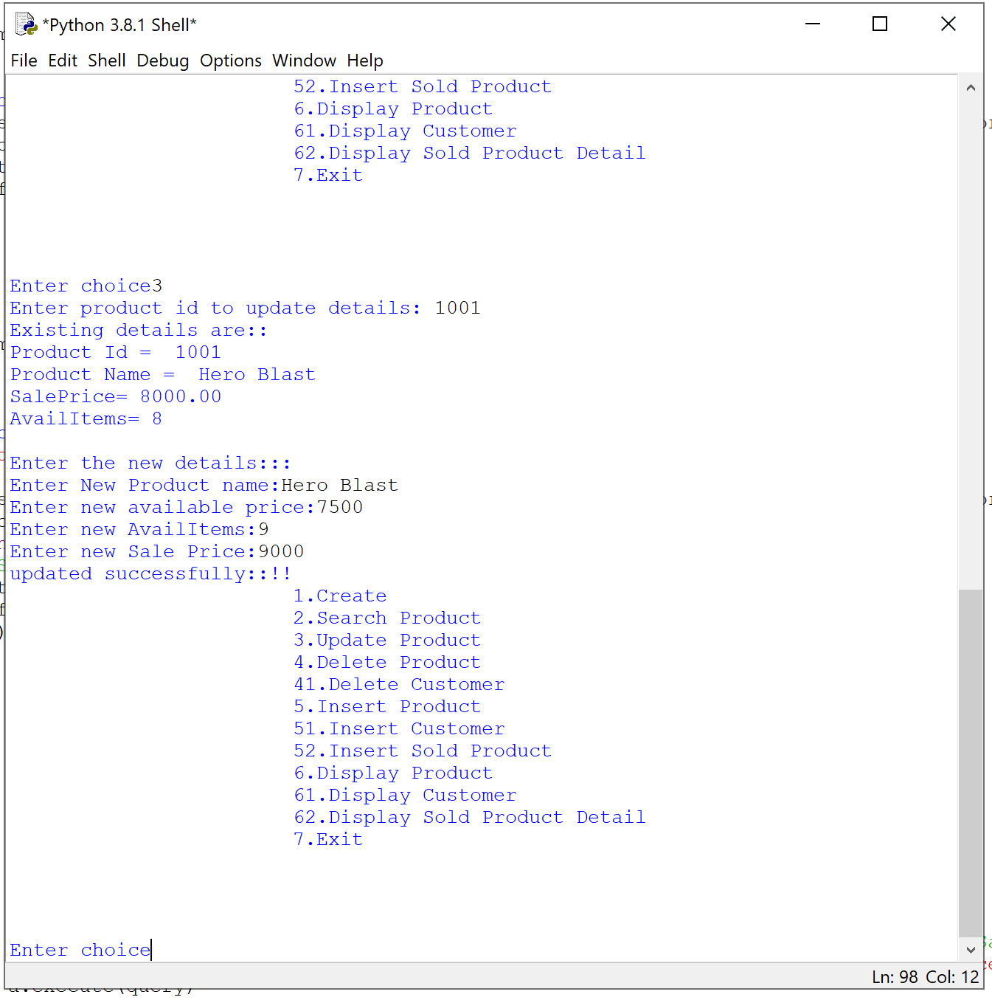 *Python 3.8.1 Shell*
File Edit Shell Debug Options Window Help
52.Insert Sold Product
6.Display Product
61.Display Customer
62.Display Sold Product Detail
7.Exit
Enter choice3
Enter product id to update details: 1001
Existing details are::
Product Id =  1001
Product Name =  Hero Blast
SalePrice= 8000.00
AvailItems= 8
Enter the new details:::
Enter New Product name:Hero Blast
Enter new available price:7500
Enter new AvailItems:9
Enter new Sale Price:9000
updated successfully::!!
1.Create
2.Search Product
3.Update Product
4.Delete Product
41.Delete Customer
5.Insert Product
51.Insert Customer
52.Insert Sold Product
6.Display Product
61.Display Customer
62.Display Sold Product Detail
7.Exit
Enter choice
Ln: 98 Col: 12